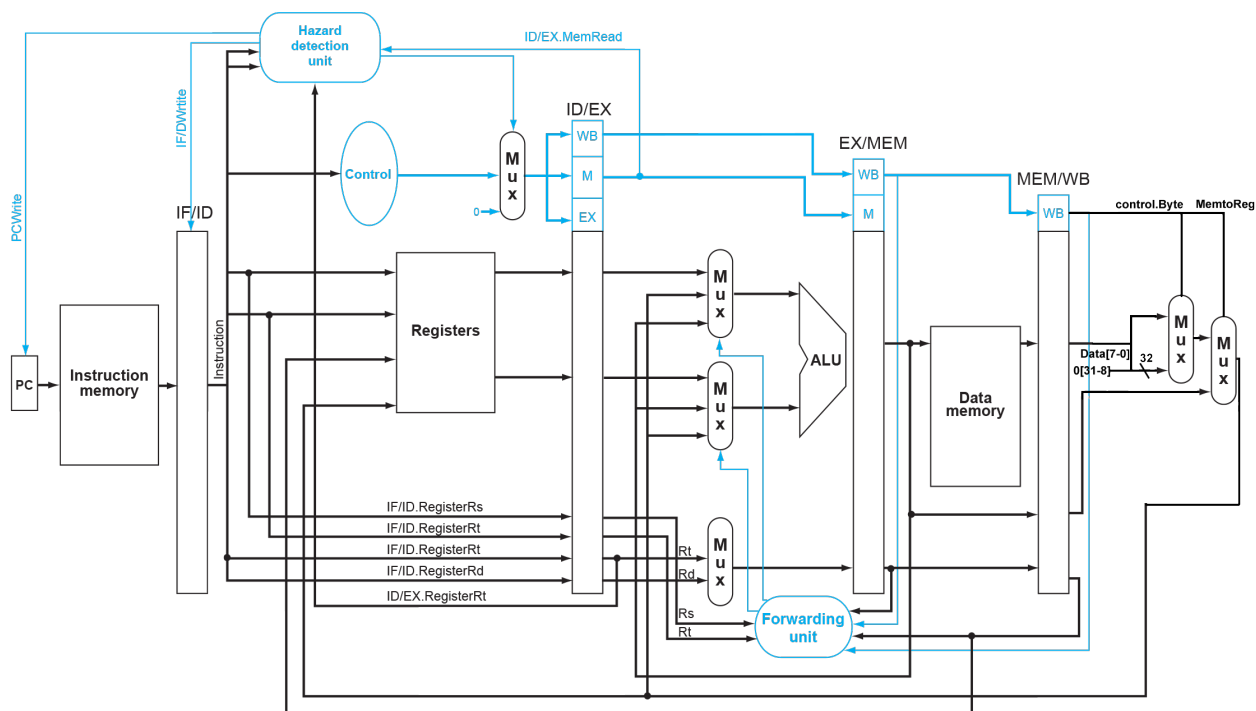 Hazard
detection
unit
ID/EX.MemRead
PCWrite
IF/DWrtite
ID/EX
EX/MEM
MEM/WB
IF/ID
Control
0
M
u
x
WB
M
EX
WB
M
WB
control.Byte
MemtoReg
PC
Instruction
memory
Instruction
Registers
M
u
x
M
u
x
ALU
Data
memory
Data[7-0]
0[31-8]
32
M
u
x
M
u
x
IF/ID.RegisterRs
IF/ID.RegisterRt
IF/ID.RegisterRt
IF/ID.RegisterRd
ID/EX.RegisterRt
Rt
Rd
Rs
Rt
M
u
x
Forwarding
unit